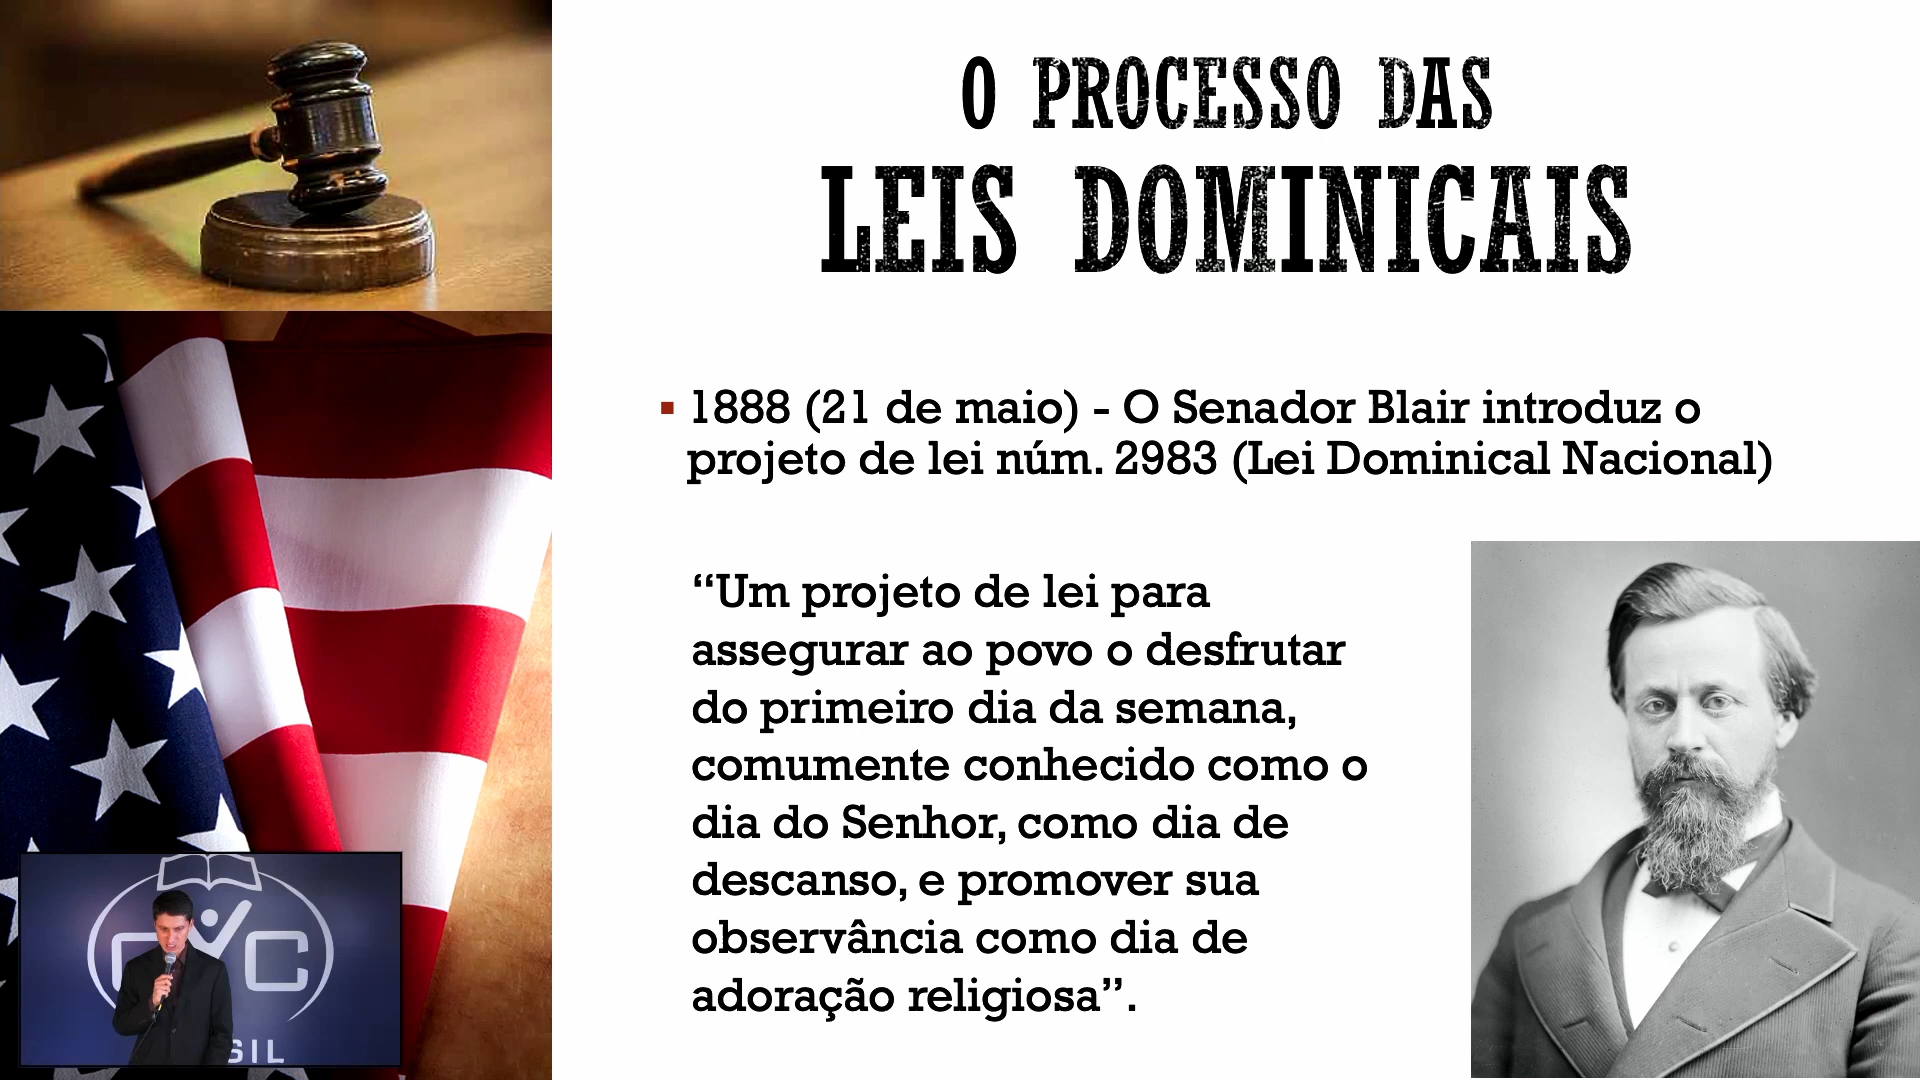 O PROCESSO DAS
LEIS DOMINICAIS
▪ 1888 (21 de maio) - O Senador Blair introduz o
projeto de lei núm. 2983 (Lei Dominical Nacional)
“Um projeto de lei para
assegurar ao povo o desfrutar
do primeiro dia da semana,
comumente conhecido como o
dia do Senhor, como dia de
descanso, e promover sua
observância como dia de
adoração religiosa”.